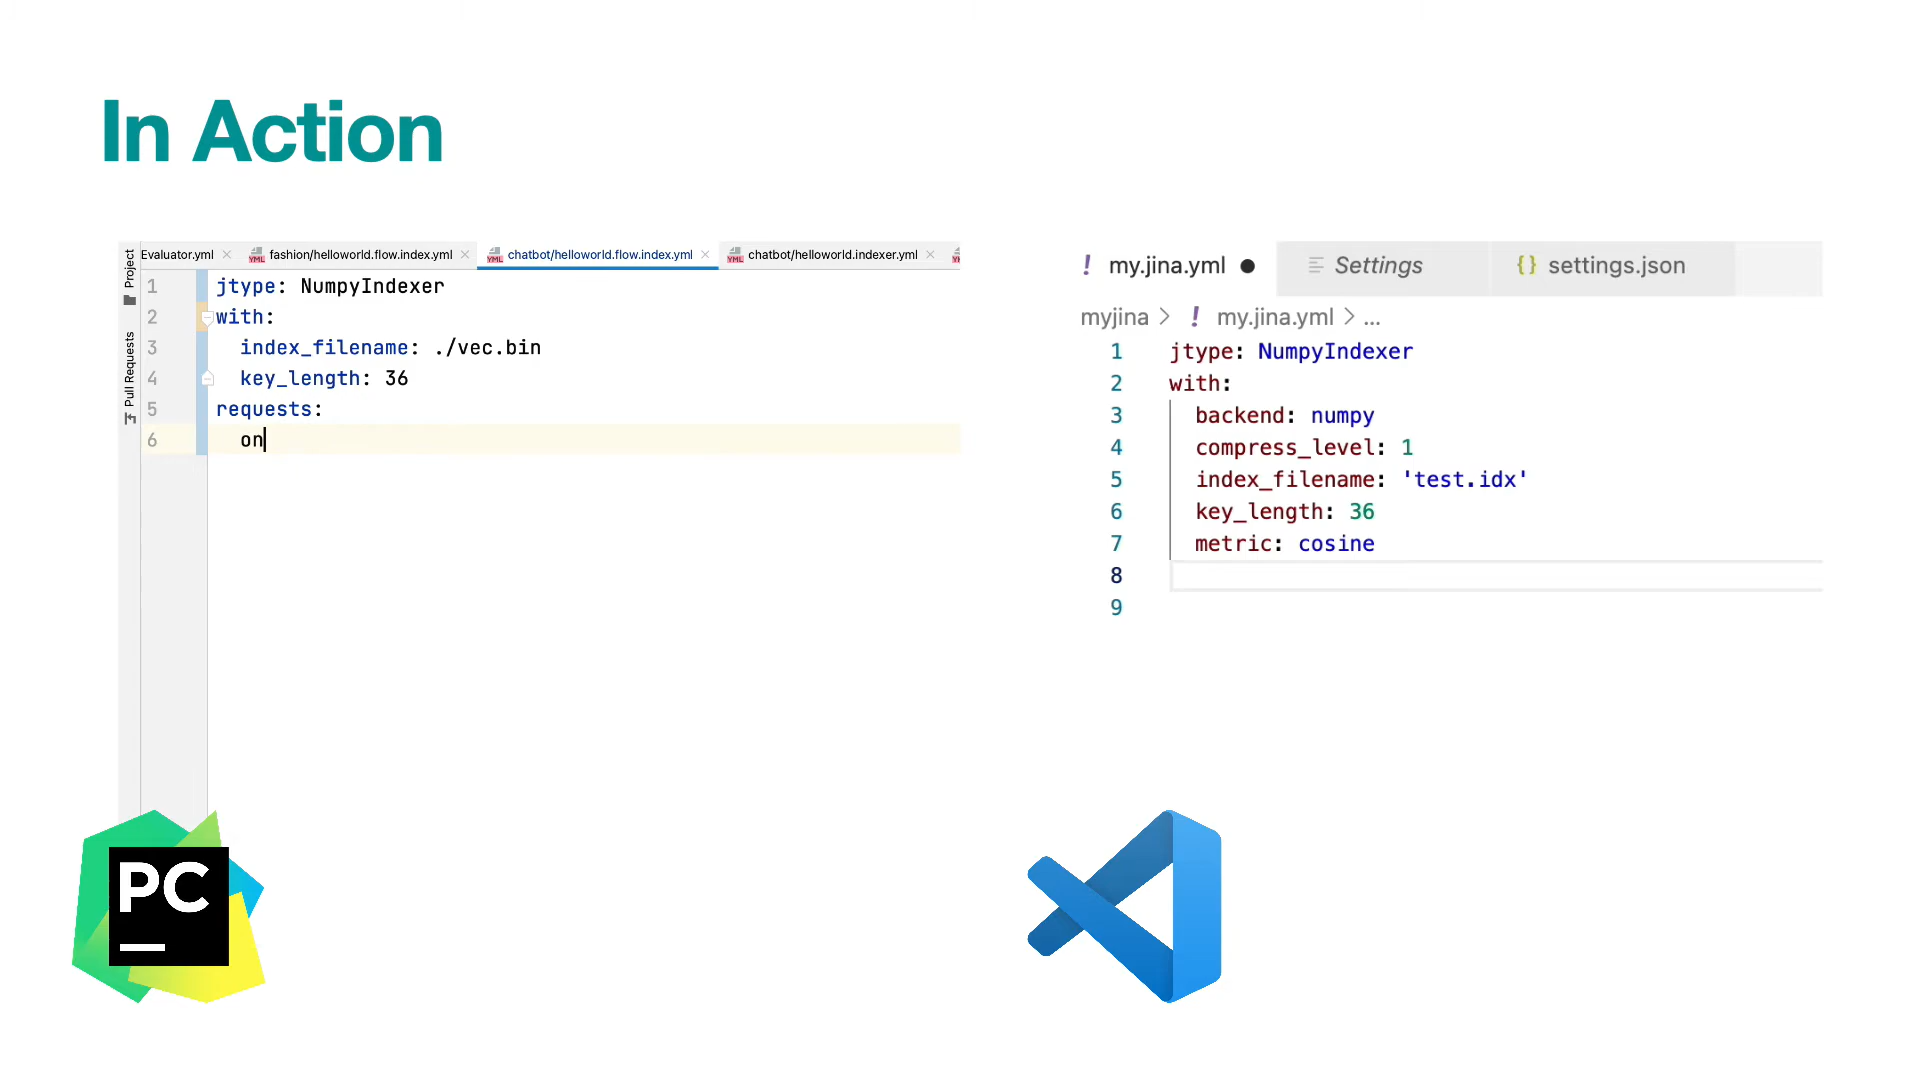 In Action
Project
Pull Requests
Evaluator.yml fashion/helloworld.flow.index.yml chatbot/helloworld.flow.index.yml chatbot/helloworld.indexer.yml
1 jtype: NumpyIndexer
2 with:
3 index_filename: ./vec.bin
4 key_length: 36
5 requests:
6 on
! my.jina.yml Settings {} settings.json
myjina > ! my.jina.yml > ...
1 jtype: NumpyIndexer
2 with:
3 backend: numpy
4 compress_level: 1
5 index_filename: 'test.idx'
6 key_length: 36
7 metric: cosine
8
9
PC